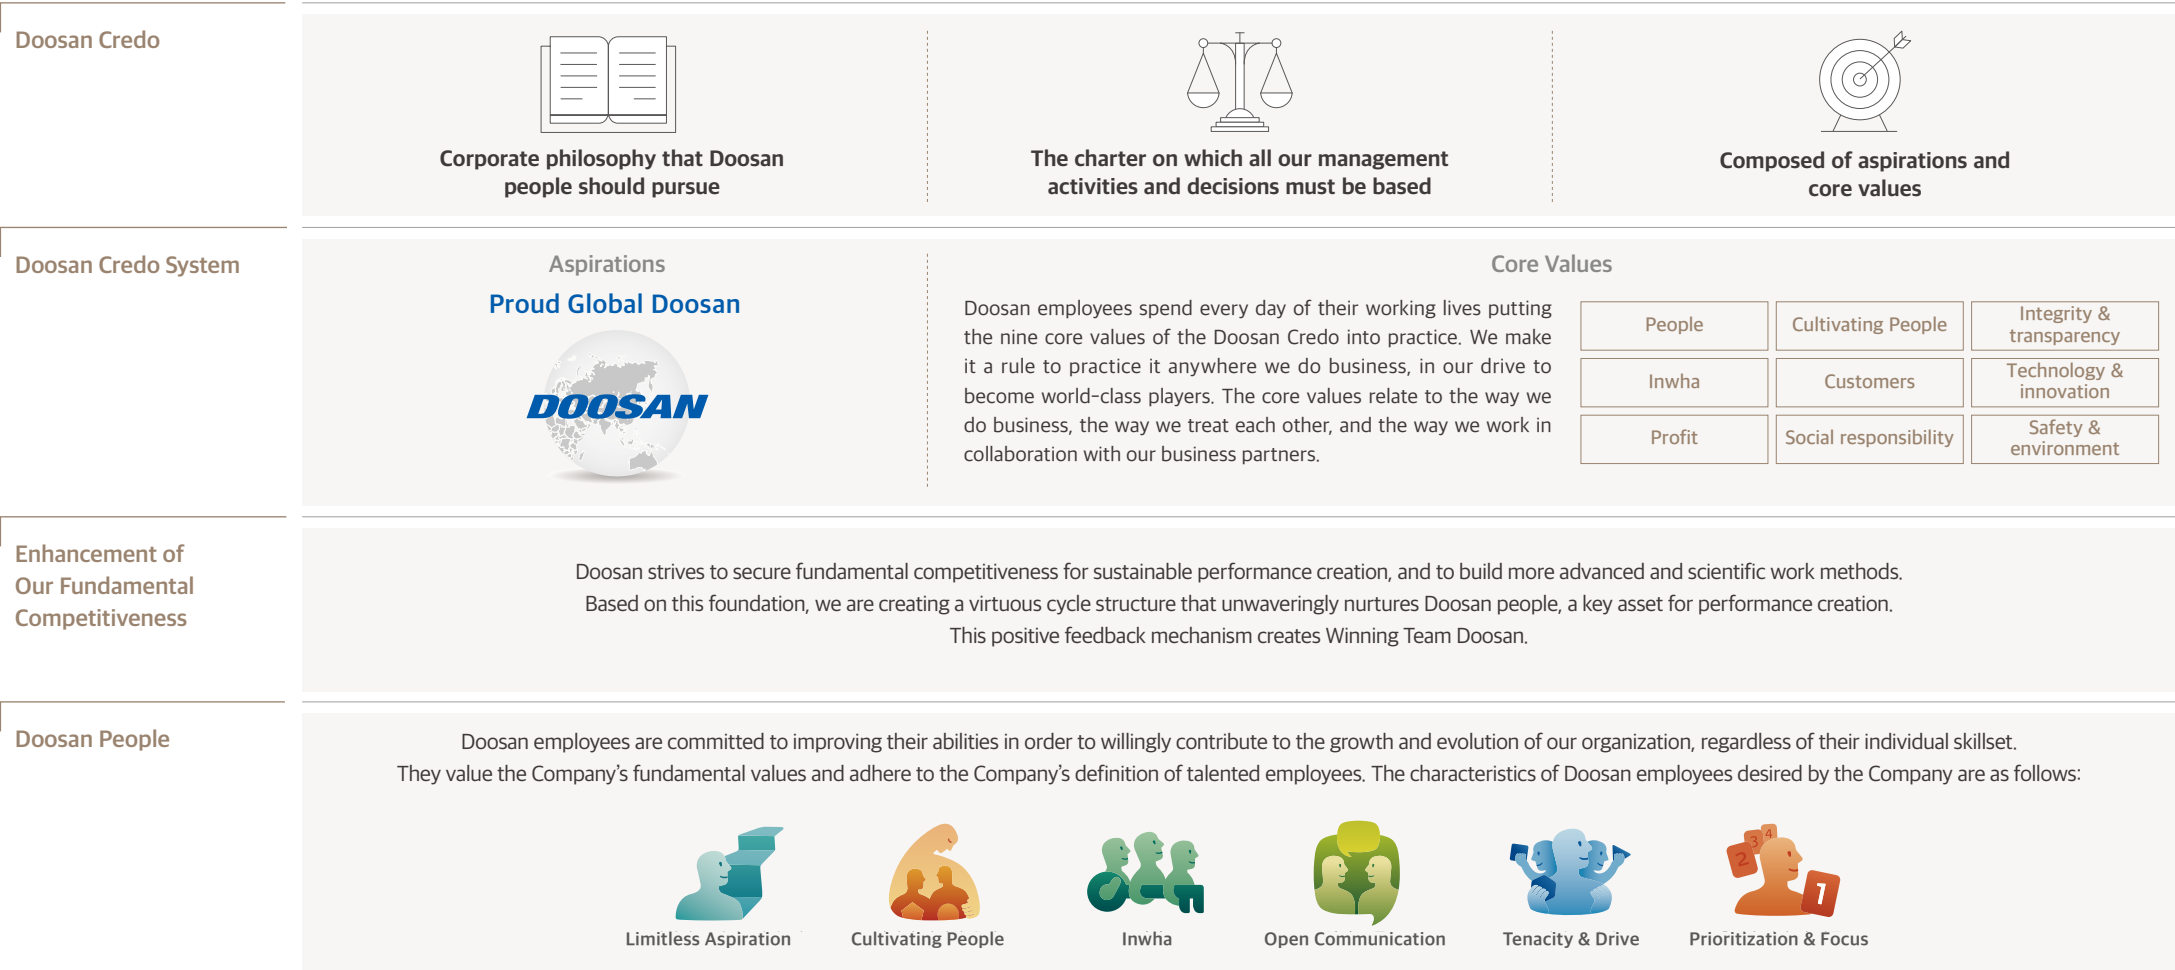 Doosan Credo
Corporate philosophy that Doosan
people should pursue
The charter on which all our management
activities and decisions must be based
Composed of aspirations and
core values
Doosan Credo System
Aspirations
Proud Global Doosan
DOOSAN
Core Values
Doosan employees spend every day of their working lives putting
the nine core values of the Doosan Credo into practice. We make
it a rule to practice it anywhere we do business, in our drive to
become world-class players. The core values relate to the way we
do business, the way we treat each other, and the way we work in
collaboration with our business partners.
People
Cultivating People
Integrity &
transparency
Inwha
Customers
Technology &
innovation
Profit
Social responsibility
Safety &
environment
Enhancement of
Our Fundamental
Competitiveness
Doosan strives to secure fundamental competitiveness for sustainable performance creation, and to build more advanced and scientific work methods.
Based on this foundation, we are creating a virtuous cycle structure that unwaveringly nurtures Doosan people, a key asset for performance creation.
This positive feedback mechanism creates Winning Team Doosan.
Doosan People
Doosan employees are committed to improving their abilities in order to willingly contribute to the growth and evolution of our organization, regardless of their individual skillset.
They value the Company's fundamental values and adhere to the Company's definition of talented employees. The characteristics of Doosan employees desired by the Company are as follows:
2
3
4
1
Limitless Aspiration
Cultivating People
Inwha
Open Communication
Tenacity & Drive
Prioritization & Focus